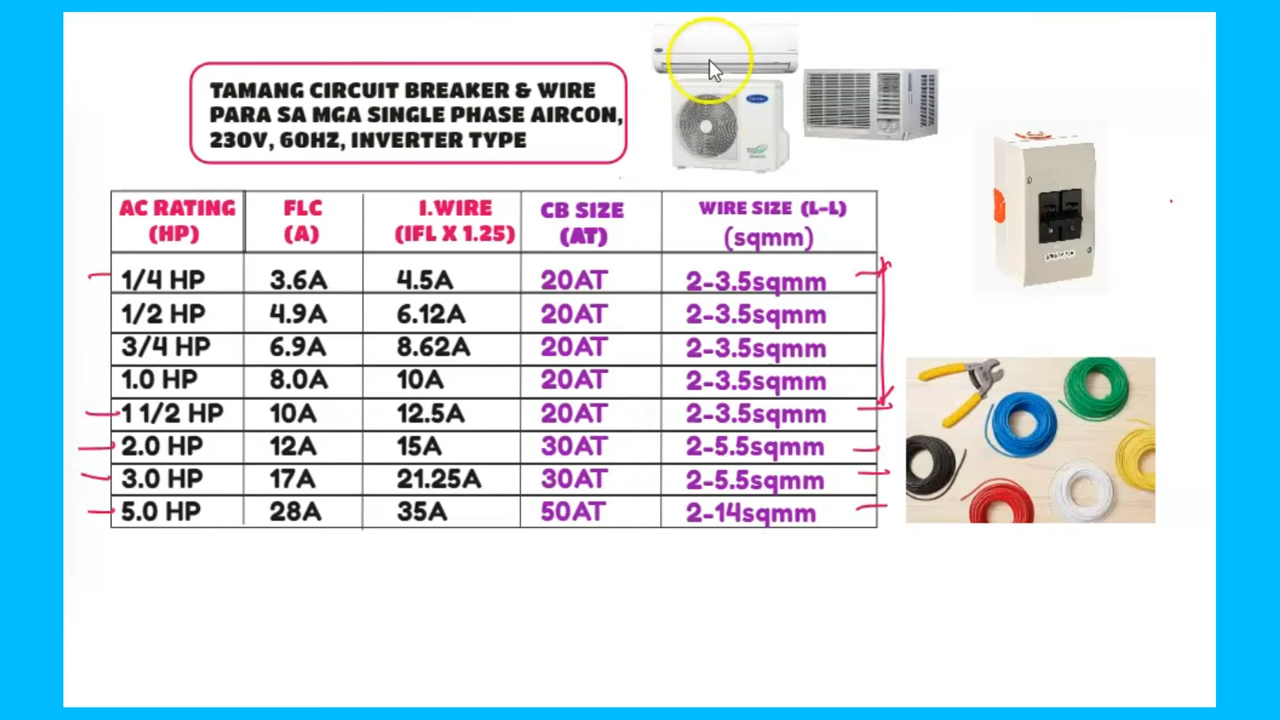 TAMANG CIRCUIT BREAKER & WIRE
PARA SA MGA SINGLE PHASE AIRCON,
230V, 60HZ, INVERTER TYPE
AC RATING (HP) FLC (A) I.WIRE (IFL X 1.25) CB SIZE (AT) WIRE SIZE (L-L) (sqmm)
1/4 HP 3.6A 4.5A 20AT 2-3.5sqmm
1/2 HP 4.9A 6.12A 20AT 2-3.5sqmm
3/4 HP 6.9A 8.62A 20AT 2-3.5sqmm
1.0 HP 8.0A 10A 20AT 2-3.5sqmm
1 1/2 HP 10A 12.5A 20AT 2-3.5sqmm
2.0 HP 12A 15A 30AT 2-5.5sqmm
3.0 HP 17A 21.25A 30AT 2-5.5sqmm
5.0 HP 28A 35A 50AT 2-14sqmm